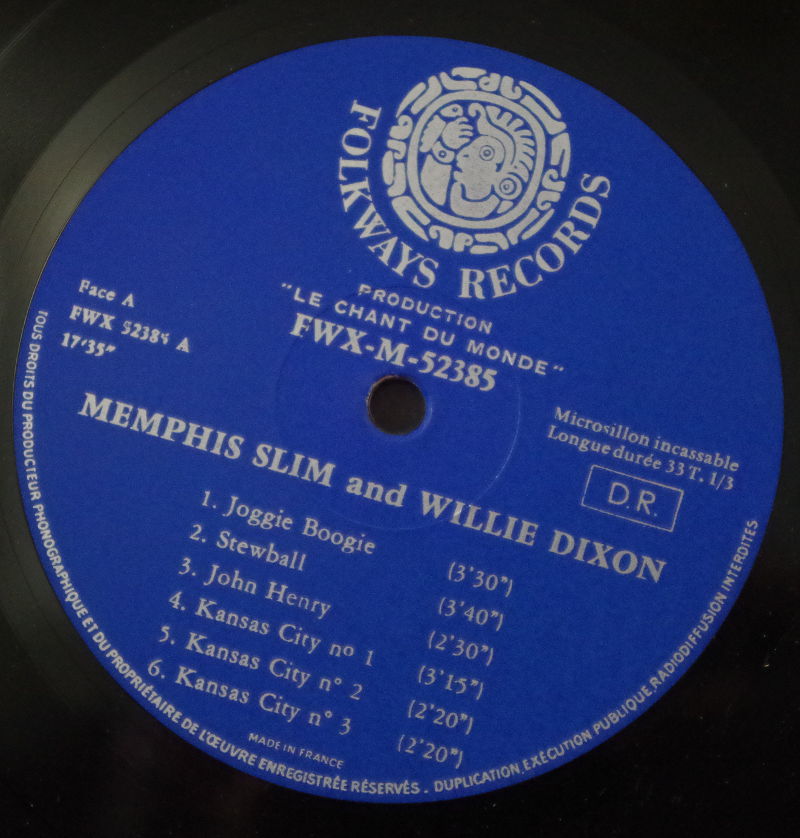 FOLKWAYS RECORDS
PRODUCTION
"LE CHANT DU MONDE"
FWX-M-52385
Face A
FWX 52385 A
17'35"
Microsillon incassable
Longue durée 33 T. 1/3
D.R.
MEMPHIS SLIM and WILLIE DIXON
1. Joggie Boogie (3'30")
2. Stewball (3'40")
3. John Henry (2'30")
4. Kansas City nº 1 (3'15")
5. Kansas City n° 2 (2'20")
6. Kansas City n° 3 (2'20")
MADE IN FRANCE
TOUS DROITS DU PRODUCTEUR PHONOGRAPHIQUE ET DU PROPRIÉTAIRE DE L'ŒUVRE ENREGISTRÉE RÉSERVÉS - DUPLICATION, EXÉCUTION PUBLIQUE, RADIODIFFUSION INTERDITES